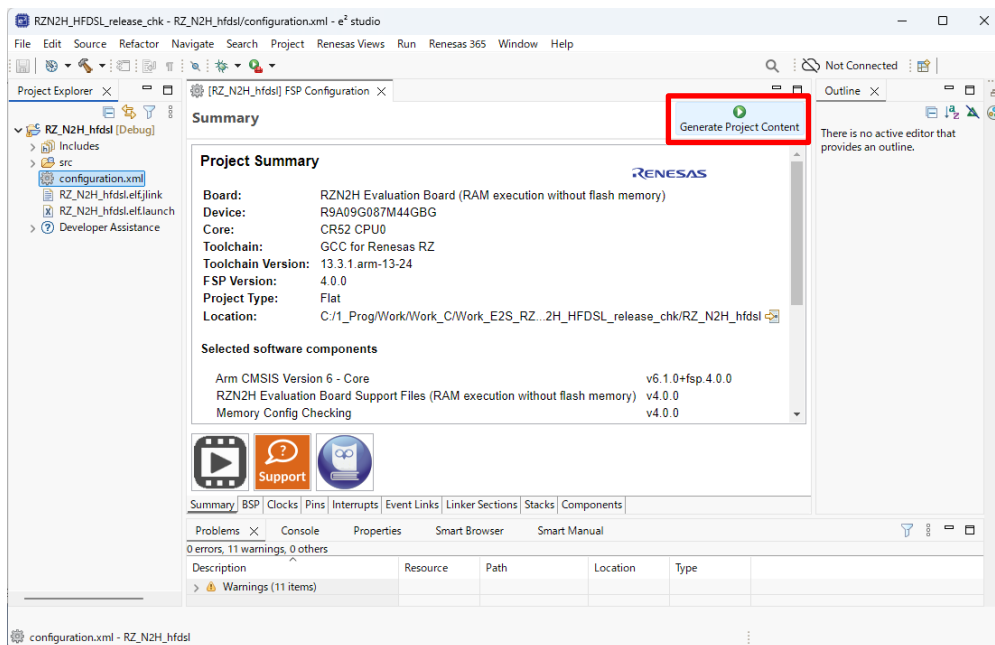 RZN2H_HFDSL_release_chk - RZ_N2H_hfdsl/configuration.xml - e² studio
File Edit Source Refactor Navigate Search Project Renesas Views Run Renesas 365 Window Help
Not Connected
Project Explorer
RZ_N2H_hfdsl [Debug]
Includes
src
configuration.xml
RZ_N2H_hfdsl.elf.jlink
RZ_N2H_hfdsl.elf.launch
Developer Assistance
[RZ_N2H_hfdsl] FSP Configuration
Summary
Generate Project Content
Project Summary
RENESAS
Board: RZN2H Evaluation Board (RAM execution without flash memory)
Device: R9A09G087M44GBG
Core: CR52 CPU0
Toolchain: GCC for Renesas RZ
Toolchain Version: 13.3.1.arm-13-24
FSP Version: 4.0.0
Project Type: Flat
Location: C:/1_Prog/Work/Work_C/Work_E2S_RZ...2H_HFDSL_release_chk/RZ_N2H_hfdsl
Selected software components
Arm CMSIS Version 6 - Core v6.1.0+fsp.4.0.0
RZN2H Evaluation Board Support Files (RAM execution without flash memory) v4.0.0
Memory Config Checking v4.0.0
Support
Summary BSP Clocks Pins Interrupts Event Links Linker Sections Stacks Components
Outline
There is no active editor that
provides an outline.
Problems Console Properties Smart Browser Smart Manual
0 errors, 11 warnings, 0 others
Description Resource Path Location Type
Warnings (11 items)
configuration.xml - RZ_N2H_hfdsl